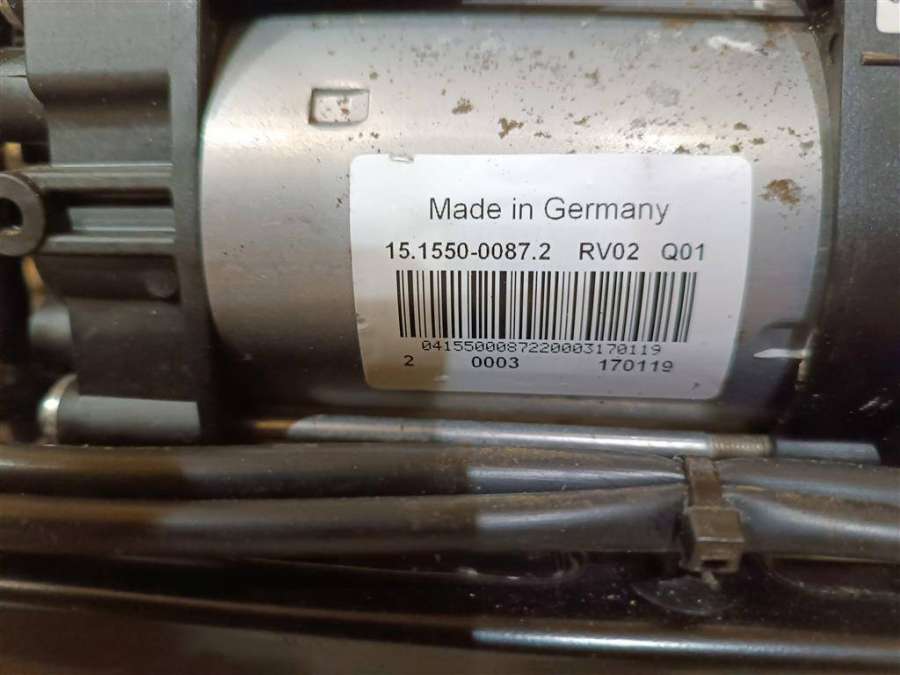 Made in Germany
15.1550-0087.2 RV02 Q01
0415500087220003170119
2 0003 170119